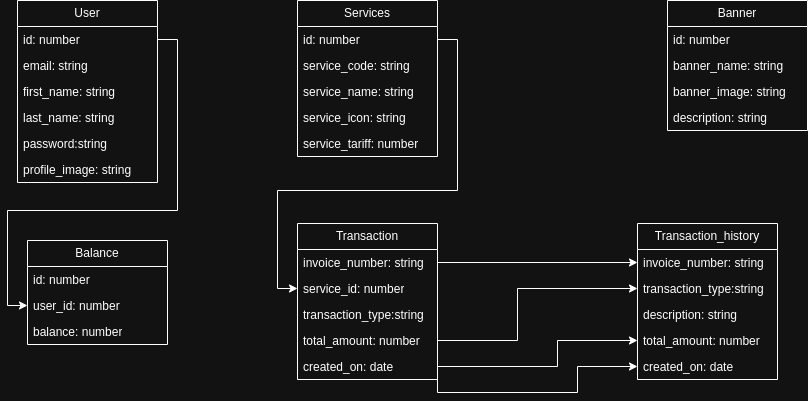 User
id: number
email: string
first_name: string
last_name: string
password:string
profile_image: string
Services
id: number
service_code: string
service_name: string
service_icon: string
service_tariff: number
Banner
id: number
banner_name: string
banner_image: string
description: string
Balance
id: number
user_id: number
balance: number
Transaction
invoice_number: string
service_id: number
transaction_type:string
total_amount: number
created_on: date
Transaction_history
invoice_number: string
transaction_type:string
description: string
total_amount: number
created_on: date